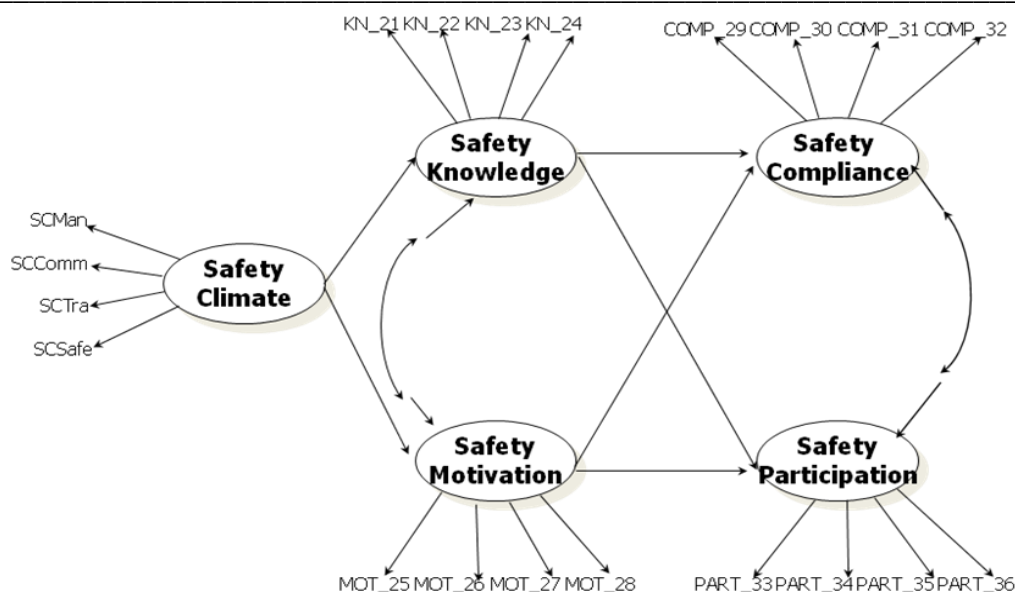 KN_21 KN_22 KN_23 KN_24
COMP_29 COMP_30 COMP_31 COMP_32
Safety
Knowledge
Safety
Compliance
SCMan
SCComm
SCTra
SCSafe
Safety
Climate
Safety
Motivation
Safety
Participation
MOT_25 MOT_26 MOT_27 MOT_28
PART_33 PART_34 PART_35 PART_36